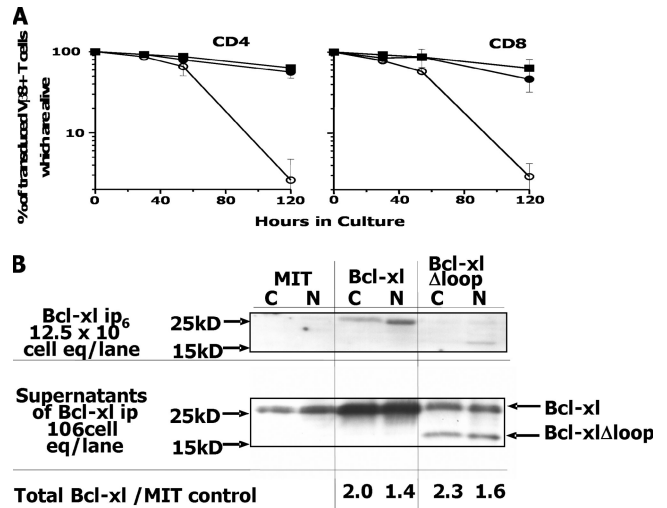 A
CD4
CD8
% of transduced Vβ8+ T cells
which are alive
100
10
0 40 80 120
0 40 80 120
Hours in Culture
B
MIT
Bcl-xl
Bcl-xl
Δloop
C N C N C N
Bcl-xl ip6
12.5 x 10
cell eq/lane
25kD
15kD
Supernatants
of Bcl-xl ip
106cell
eq/lane
25kD
15kD
Bcl-xl
Bcl-xlΔloop
Total Bcl-xl /MIT control 2.0 1.4 2.3 1.6